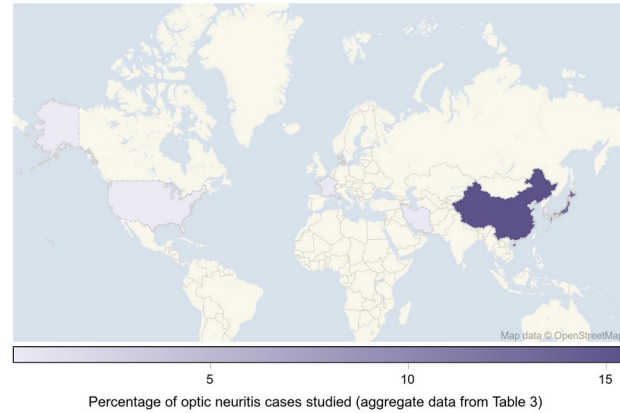 Map data © OpenStreetMap
5 10 15
Percentage of optic neuritis cases studied (aggregate data from Table 3)